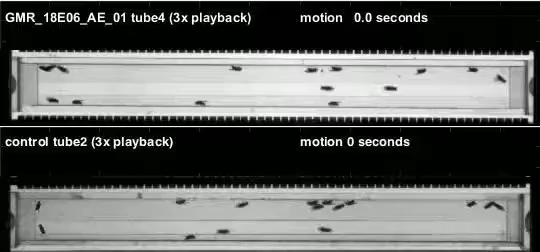 GMR_18E06_AE_01 tube4 (3x playback) motion 0.0 seconds
control tube2 (3x playback) motion 0 seconds